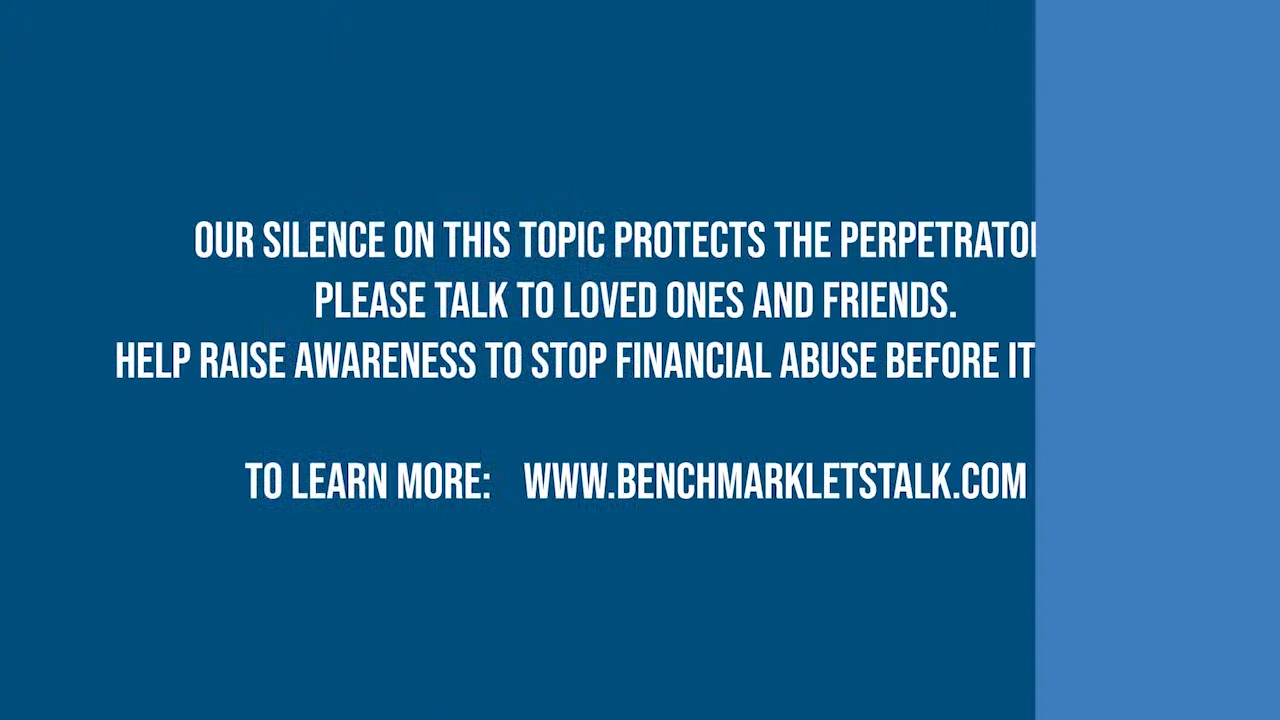 OUR SILENCE ON THIS TOPIC PROTECTS THE
PLEASE TALK TO LOVED ONES AND FRIENDS.
HELP RAISE AWARENESS TO STOP FINANCIAL ABUSE BEFORE IT
TO LEARN MORE: WWW.BENCHMARKLETSTALK.COM